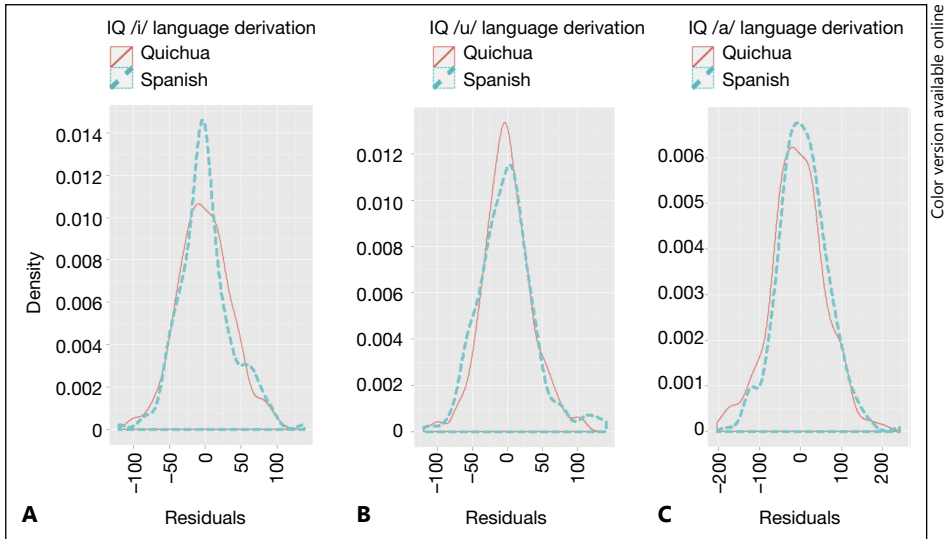 IQ /i/ language derivation
Quichua
Spanish
IQ /u/ language derivation
Quichua
Spanish
IQ /a/ language derivation
Quichua
Spanish
Color version available online
Density
0.014
0.012
0.010
0.008
0.006
0.004
0.002
0
−100
−50
0
50
100
A
Residuals
0.012
0.010
0.008
0.006
0.004
0.002
0
−100
−50
0
50
100
B
Residuals
0.006
0.005
0.004
0.003
0.002
0.001
0
−200
−100
0
100
200
C
Residuals